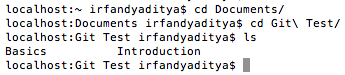 localhost:~ irfandyaditya$ cd Documents/
localhost:Documents irfandyaditya$ cd Git\ Test/
localhost:Git Test irfandyaditya$ ls
Basics          Introduction
localhost:Git Test irfandyaditya$